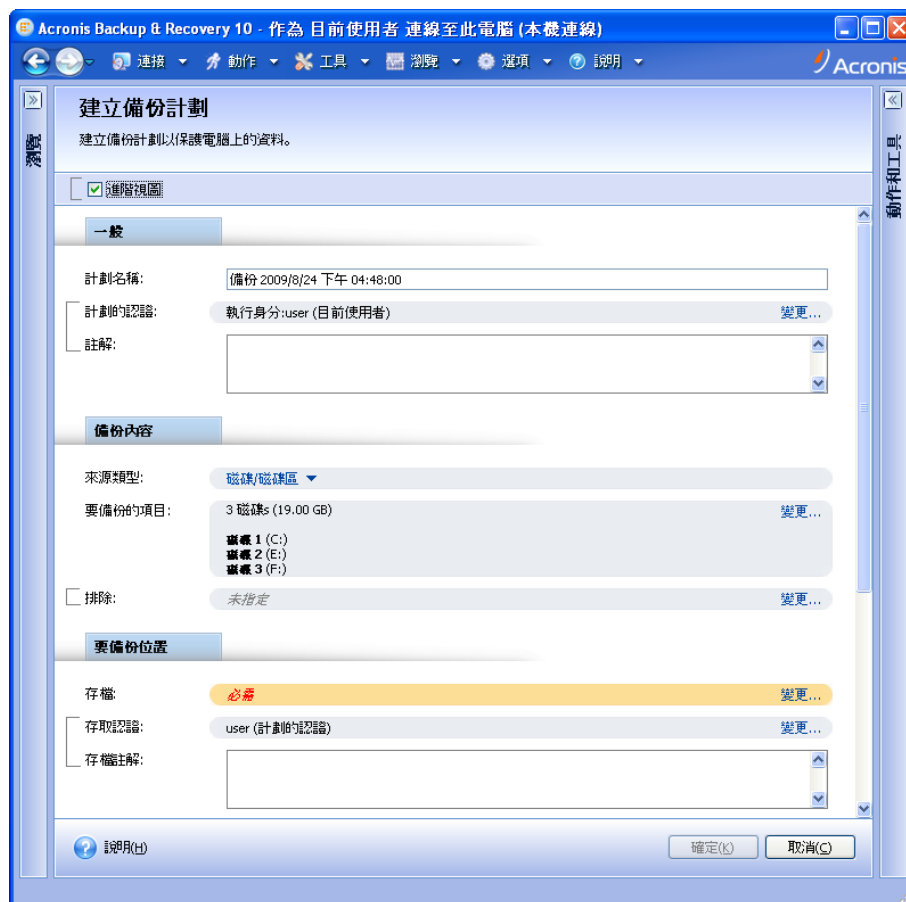 Acronis Backup & Recovery 10 - 作為 目前使用者 連線至此電腦 (本機連線)
連接 動作 工具 瀏覽 選項 說明
Acronis
瀏覽
動作和工具
建立備份計劃
建立備份計劃以保護電腦上的資料。
進階視圖
一般
計劃名稱: 備份 2009/8/24 下午 04:48:00
計劃的認證: 執行身分:user (目前使用者) 變更...
註解:
備份內容
來源類型: 磁碟/磁碟區
要備份的項目: 3 磁碟s (19.00 GB) 變更...
磁碟 1 (C:)
磁碟 2 (E:)
磁碟 3 (F:)
排除: 未指定 變更...
要備份位置
存檔: 必需 變更...
存取認證: user (計劃的認證) 變更...
存檔註解:
說明(H) 確定(K) 取消(C)